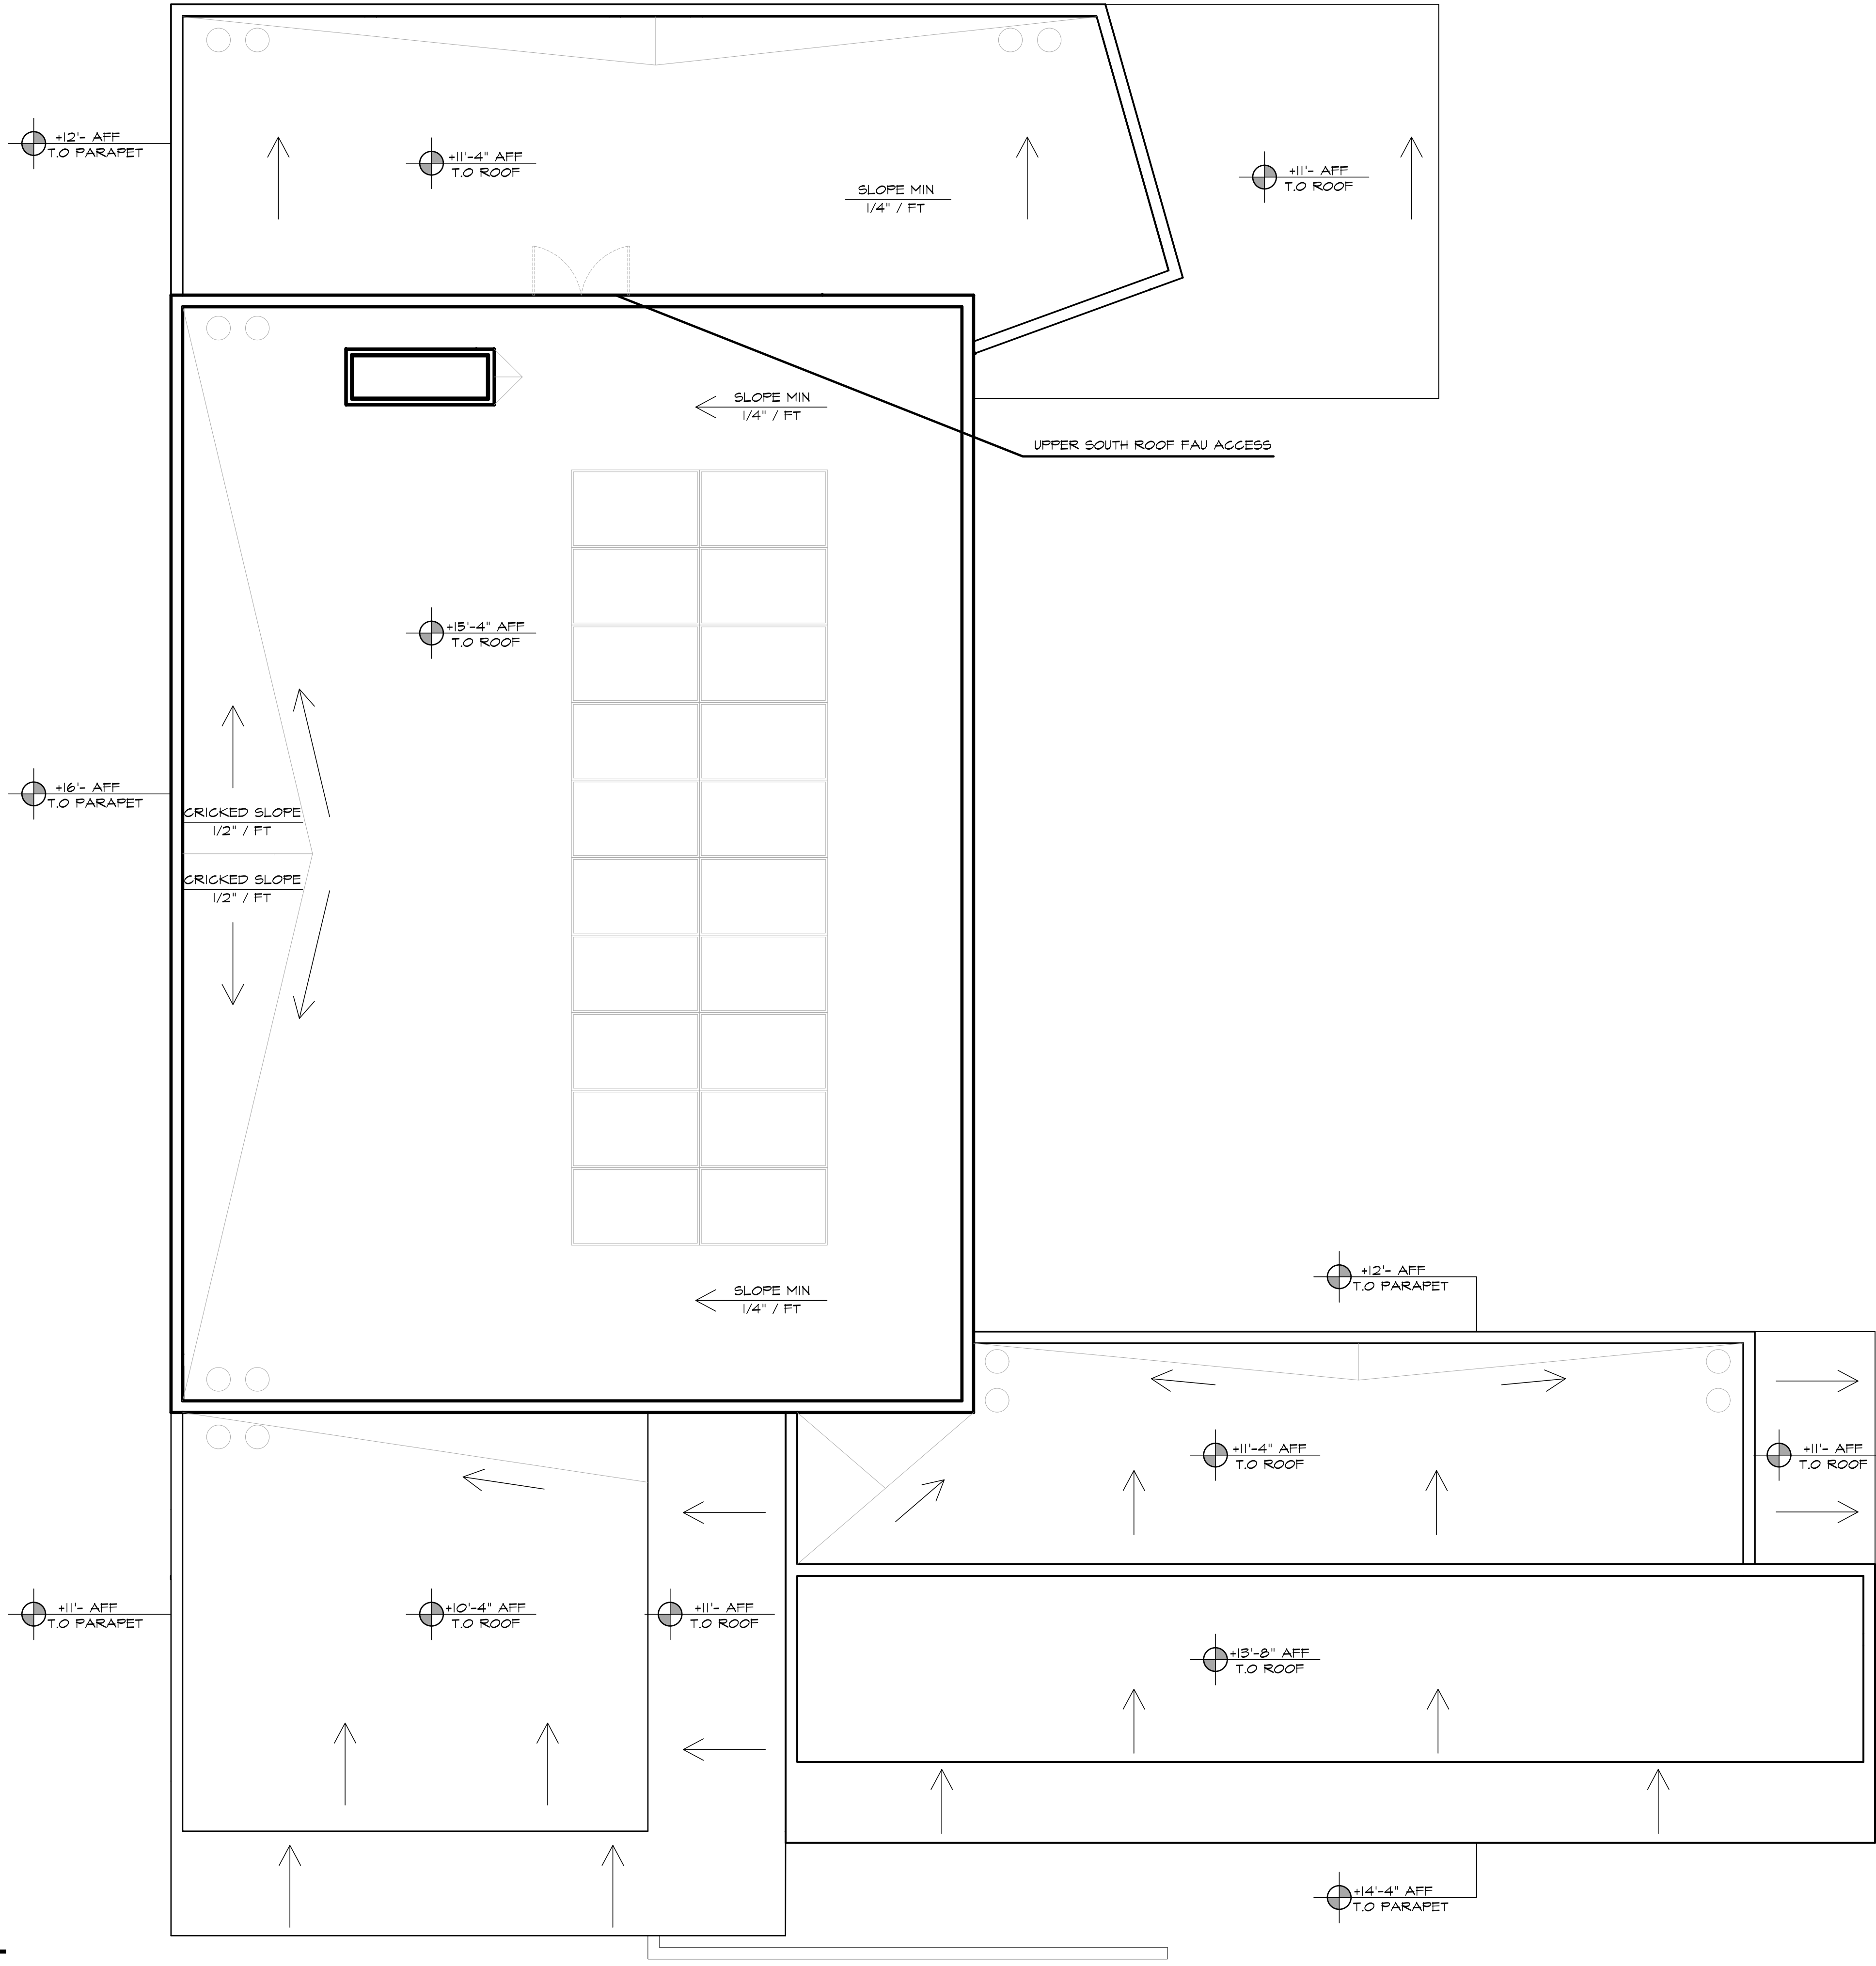 +12'- AFF
T.O PARAPET
+11'-4" AFF
T.O ROOF
SLOPE MIN
1/4" / FT
+11'- AFF
T.O ROOF
SLOPE MIN
1/4" / FT
UPPER SOUTH ROOF FAU ACCESS
+15'-4" AFF
T.O ROOF
+16'- AFF
T.O PARAPET
CRICKED SLOPE
1/2" / FT
CRICKED SLOPE
1/2" / FT
SLOPE MIN
1/4" / FT
+12'- AFF
T.O PARAPET
+11'-4" AFF
T.O ROOF
+11'- AFF
T.O ROOF
+11'- AFF
T.O PARAPET
+10'-4" AFF
T.O ROOF
+11'- AFF
T.O ROOF
+13'-8" AFF
T.O ROOF
+14'-4" AFF
T.O PARAPET